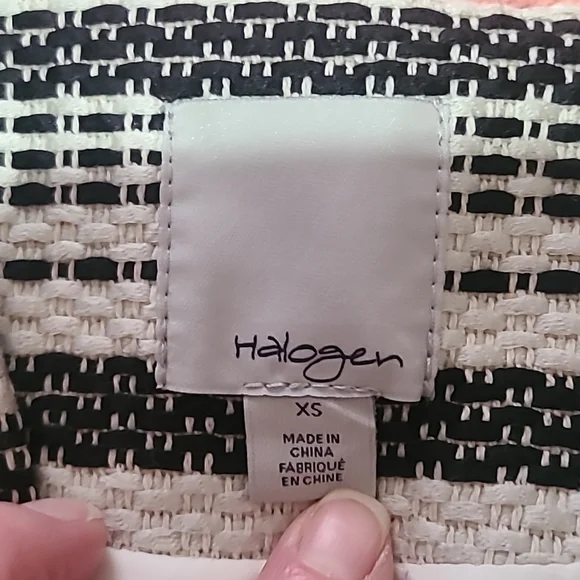 Halogen
XS
MADE IN
CHINA
FABRIQUÉ
EN CHINE